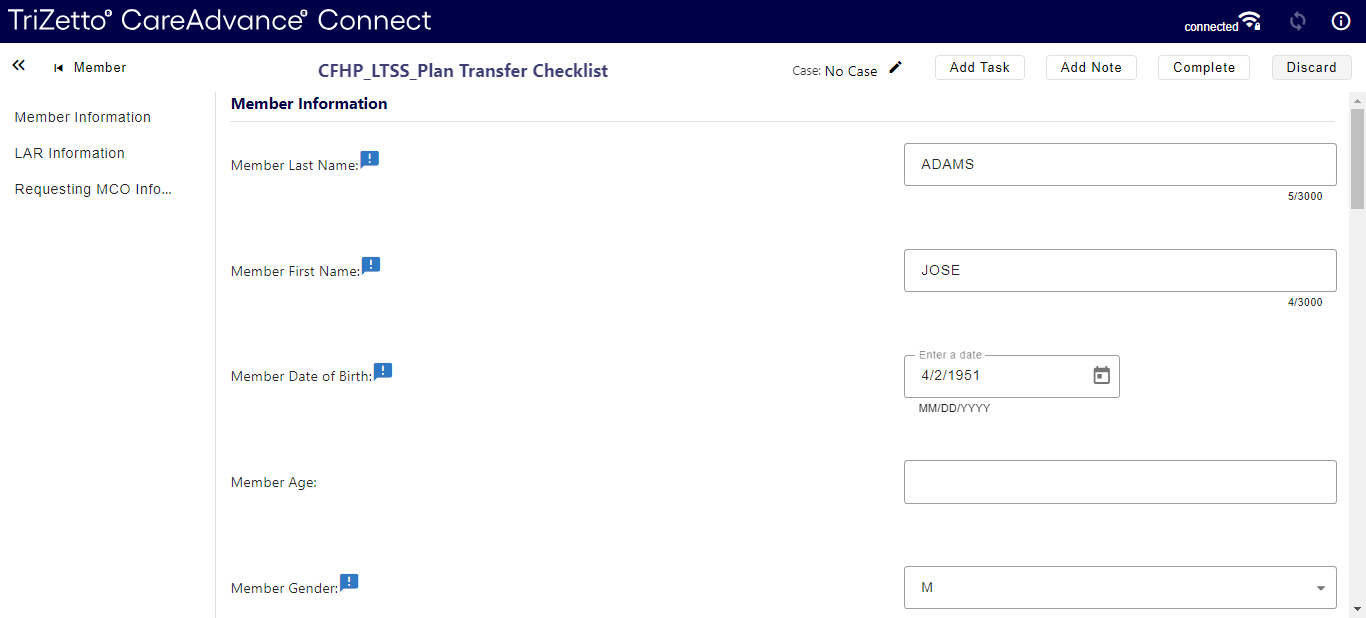 TriZetto® CareAdvance® Connect
connected
Member
CFHP_LTSS_Plan Transfer Checklist
Case: No Case
Add Task
Add Note
Complete
Discard
Member Information
LAR Information
Requesting MCO Info...
Member Information
Member Last Name:
ADAMS
5/3000
Member First Name:
JOSE
4/3000
Member Date of Birth:
Enter a date
4/2/1951
MM/DD/YYYY
Member Age:
Member Gender:
M